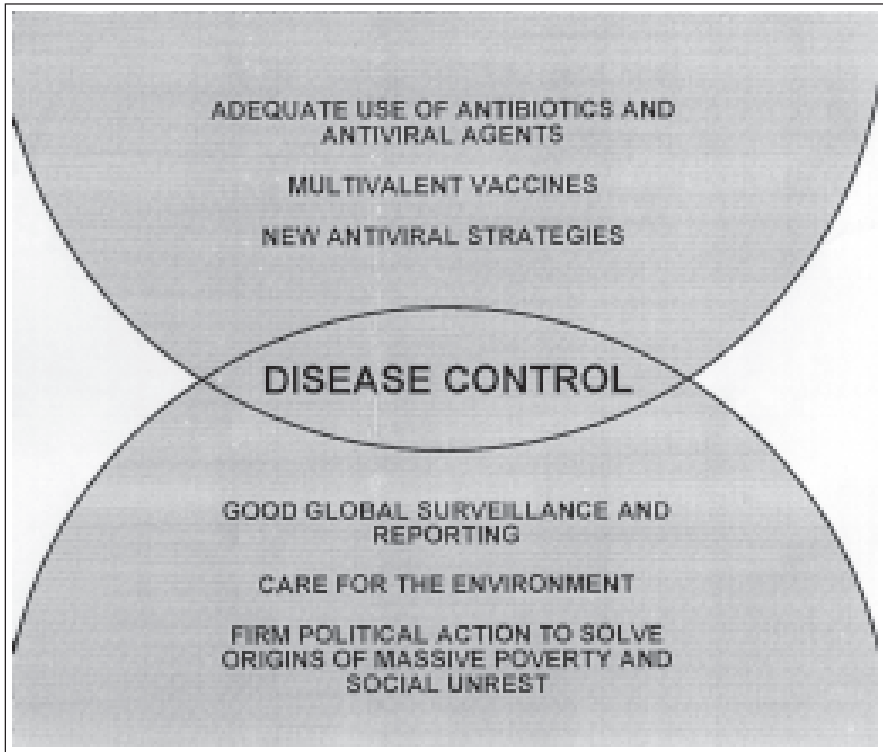 ADEQUATE USE OF ANTIBIOTICS AND
ANTIVIRAL AGENTS
MULTIVALENT VACCINES
NEW ANTIVIRAL STRATEGIES
DISEASE CONTROL
GOOD GLOBAL SURVEILLANCE AND
REPORTING
CARE FOR THE ENVIRONMENT
FIRM POLITICAL ACTION TO SOLVE
ORIGINS OF MASSIVE POVERTY AND
SOCIAL UNREST